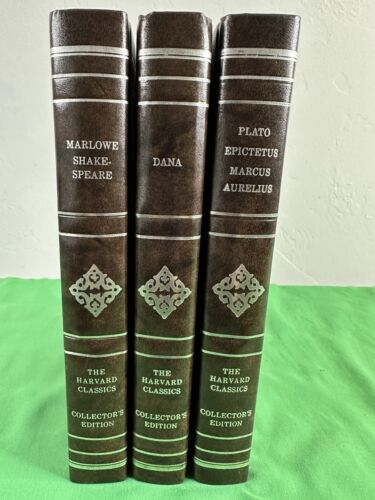 MARLOWE
SHAKE-
SPEARE
THE
HARVARD
CLASSICS
COLLECTOR'S
EDITION
DANA
THE
HARVARD
CLASSICS
COLLECTOR'S
EDITION
PLATO
EPICTETUS
MARCUS
AURELIUS
THE
HARVARD
CLASSICS
COLLECTOR'S
EDITION